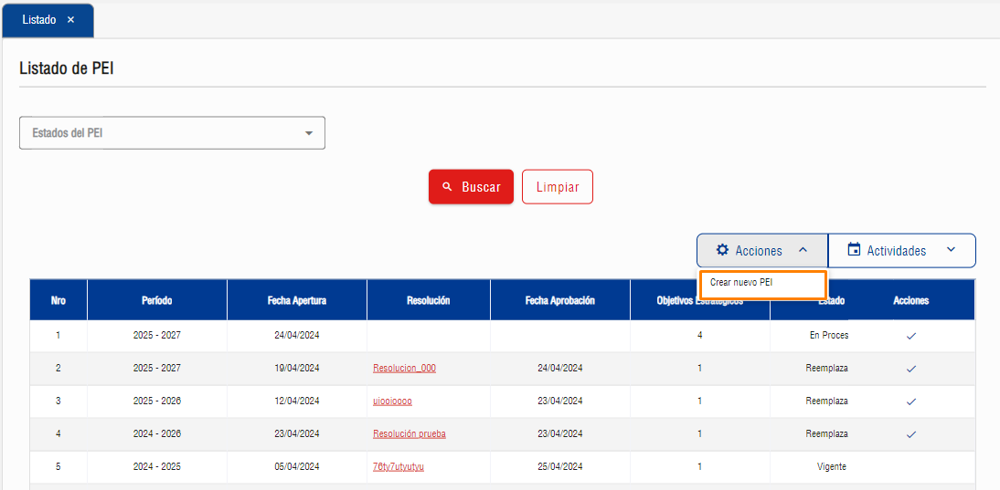 Listado ×
Listado de PEI
Estados del PEI
Buscar Limpiar
Acciones Actividades
Crear nuevo PEI
Nro Período Fecha Apertura Resolución Fecha Aprobación Objetivos Estratégicos Estado Acciones
1 2025 - 2027 24/04/2024 4 En Proces
2 2025 - 2027 19/04/2024 Resolucion_000 24/04/2024 1 Reemplaza
3 2025 - 2026 12/04/2024 uiooioooo 23/04/2024 1 Reemplaza
4 2024 - 2026 23/04/2024 Resolución prueba 23/04/2024 1 Reemplaza
5 2024 - 2025 05/04/2024 76ty7utyutyu 25/04/2024 1 Vigente